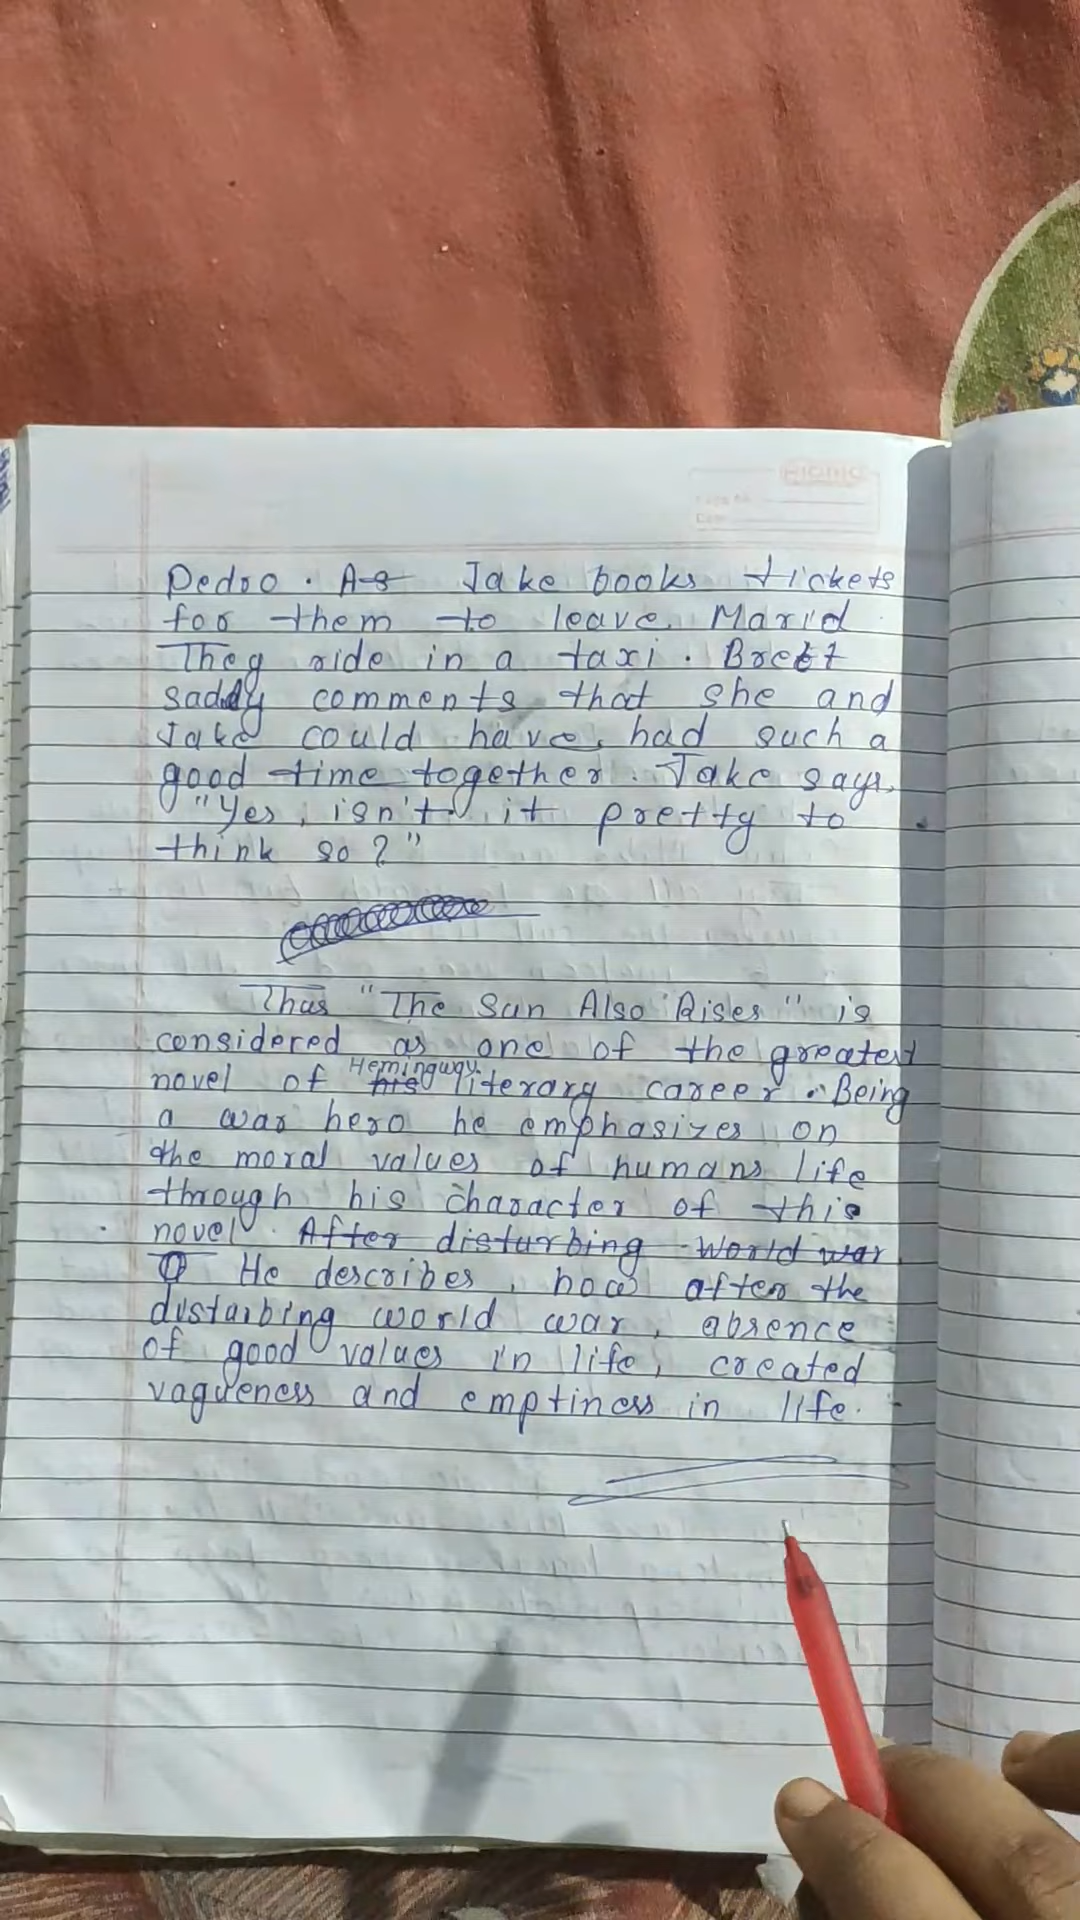 Pedro. As Jake books tickets
for them to leave. Marid
They ride in a taxi. Brett
saddly comments that she and
Jake could have, had such a
good time together. Jake says,
"Yes, isn't it pretty to
think so?"
Thus "The Sun Also Rises" is
considered as one of the greatest
novel of his Hemingway literary career. Being
a war hero he emphasizes on
the moral values of humans life
through his character of this
novel. After disturbing World war
He describes, how after the
disturbing world war, absence
of good values in life, created
vagueness and emptiness in life.